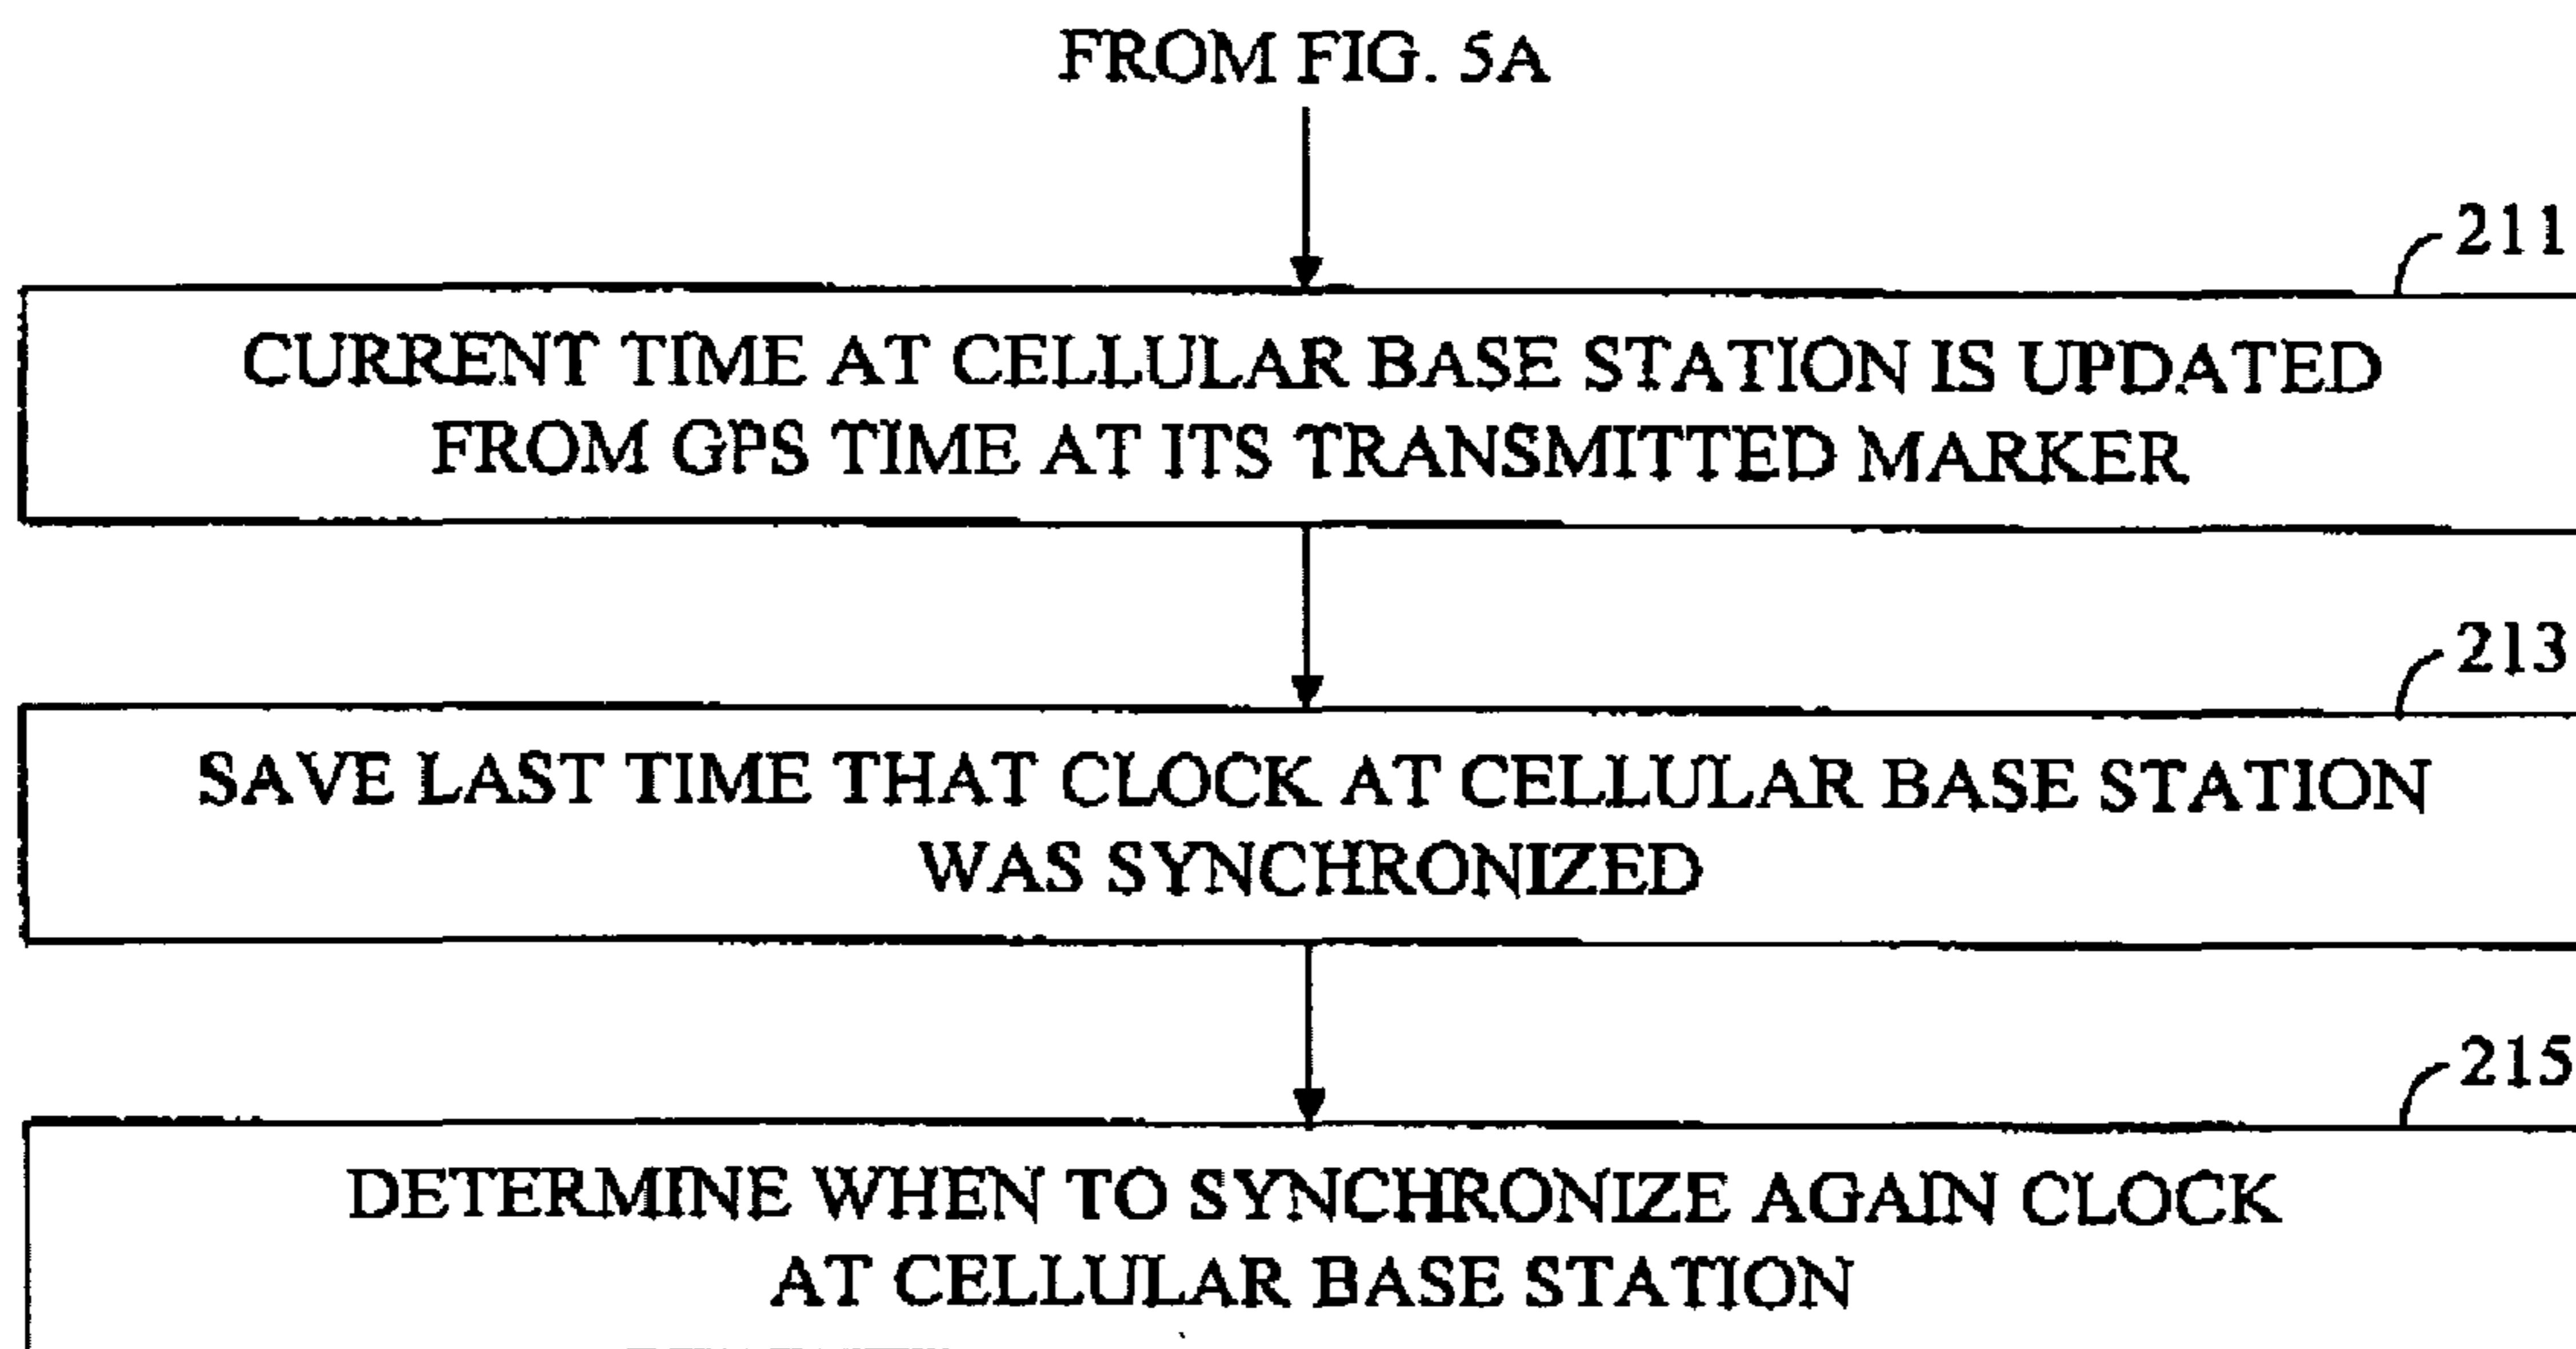 FROM FIG. 5A
211
CURRENT TIME AT CELLULAR BASE STATION IS UPDATED
FROM GPS TIME AT ITS TRANSMITTED MARKER
213
SAVE LAST TIME THAT CLOCK AT CELLULAR BASE STATION
WAS SYNCHRONIZED
215
DETERMINE WHEN TO SYNCHRONIZE AGAIN CLOCK
AT CELLULAR BASE STATION